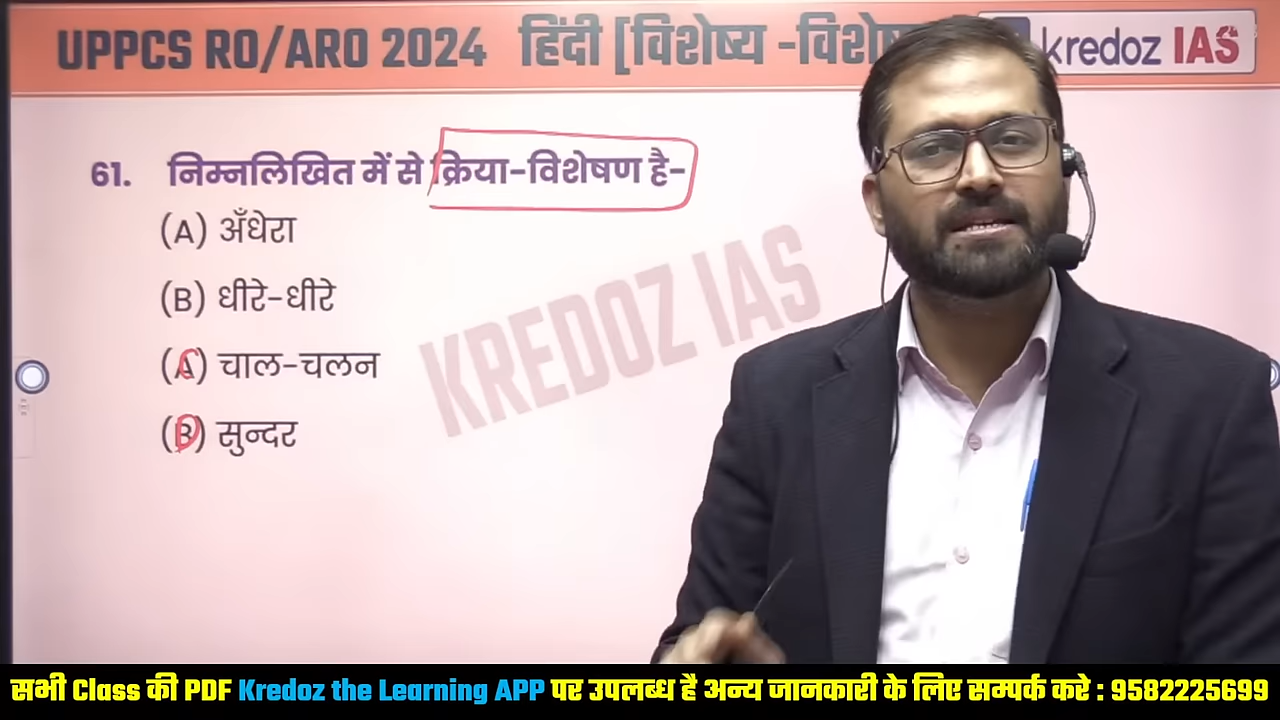 UPPCS RO/ARO 2024 हिंदी [विशेष्य -विशेष
kredoz IAS
61. निम्नलिखित में से क्रिया-विशेषण है-
(A) अँधेरा
(B) धीरे-धीरे
(C) चाल-चलन
(D) सुन्दर
KREDOZ IAS
सभी Class की PDF Kredoz the Learning APP पर उपलब्ध है अन्य जानकारी के लिए सम्पर्क करे : 9582225699